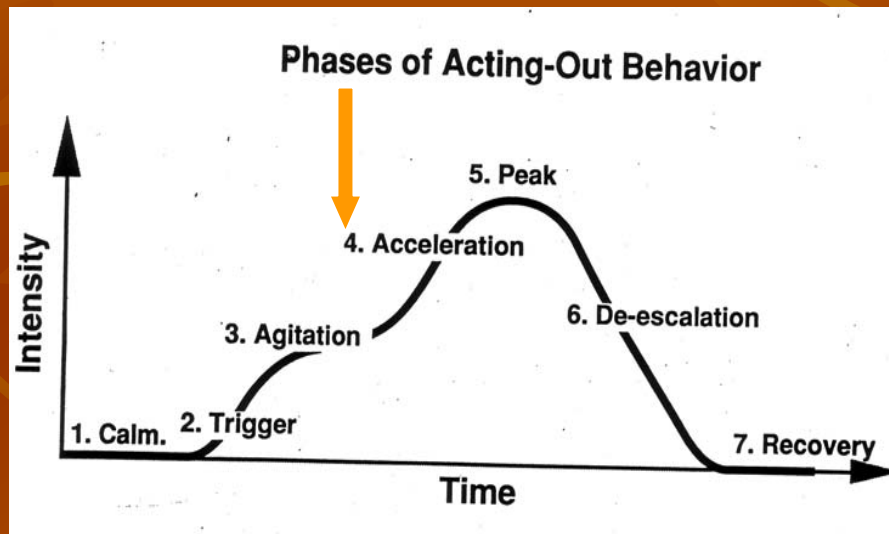 Phases of Acting-Out Behavior
5. Peak
4. Acceleration
6. De-escalation
3. Agitation
2. Trigger
1. Calm.
7. Recovery
Intensity
Time